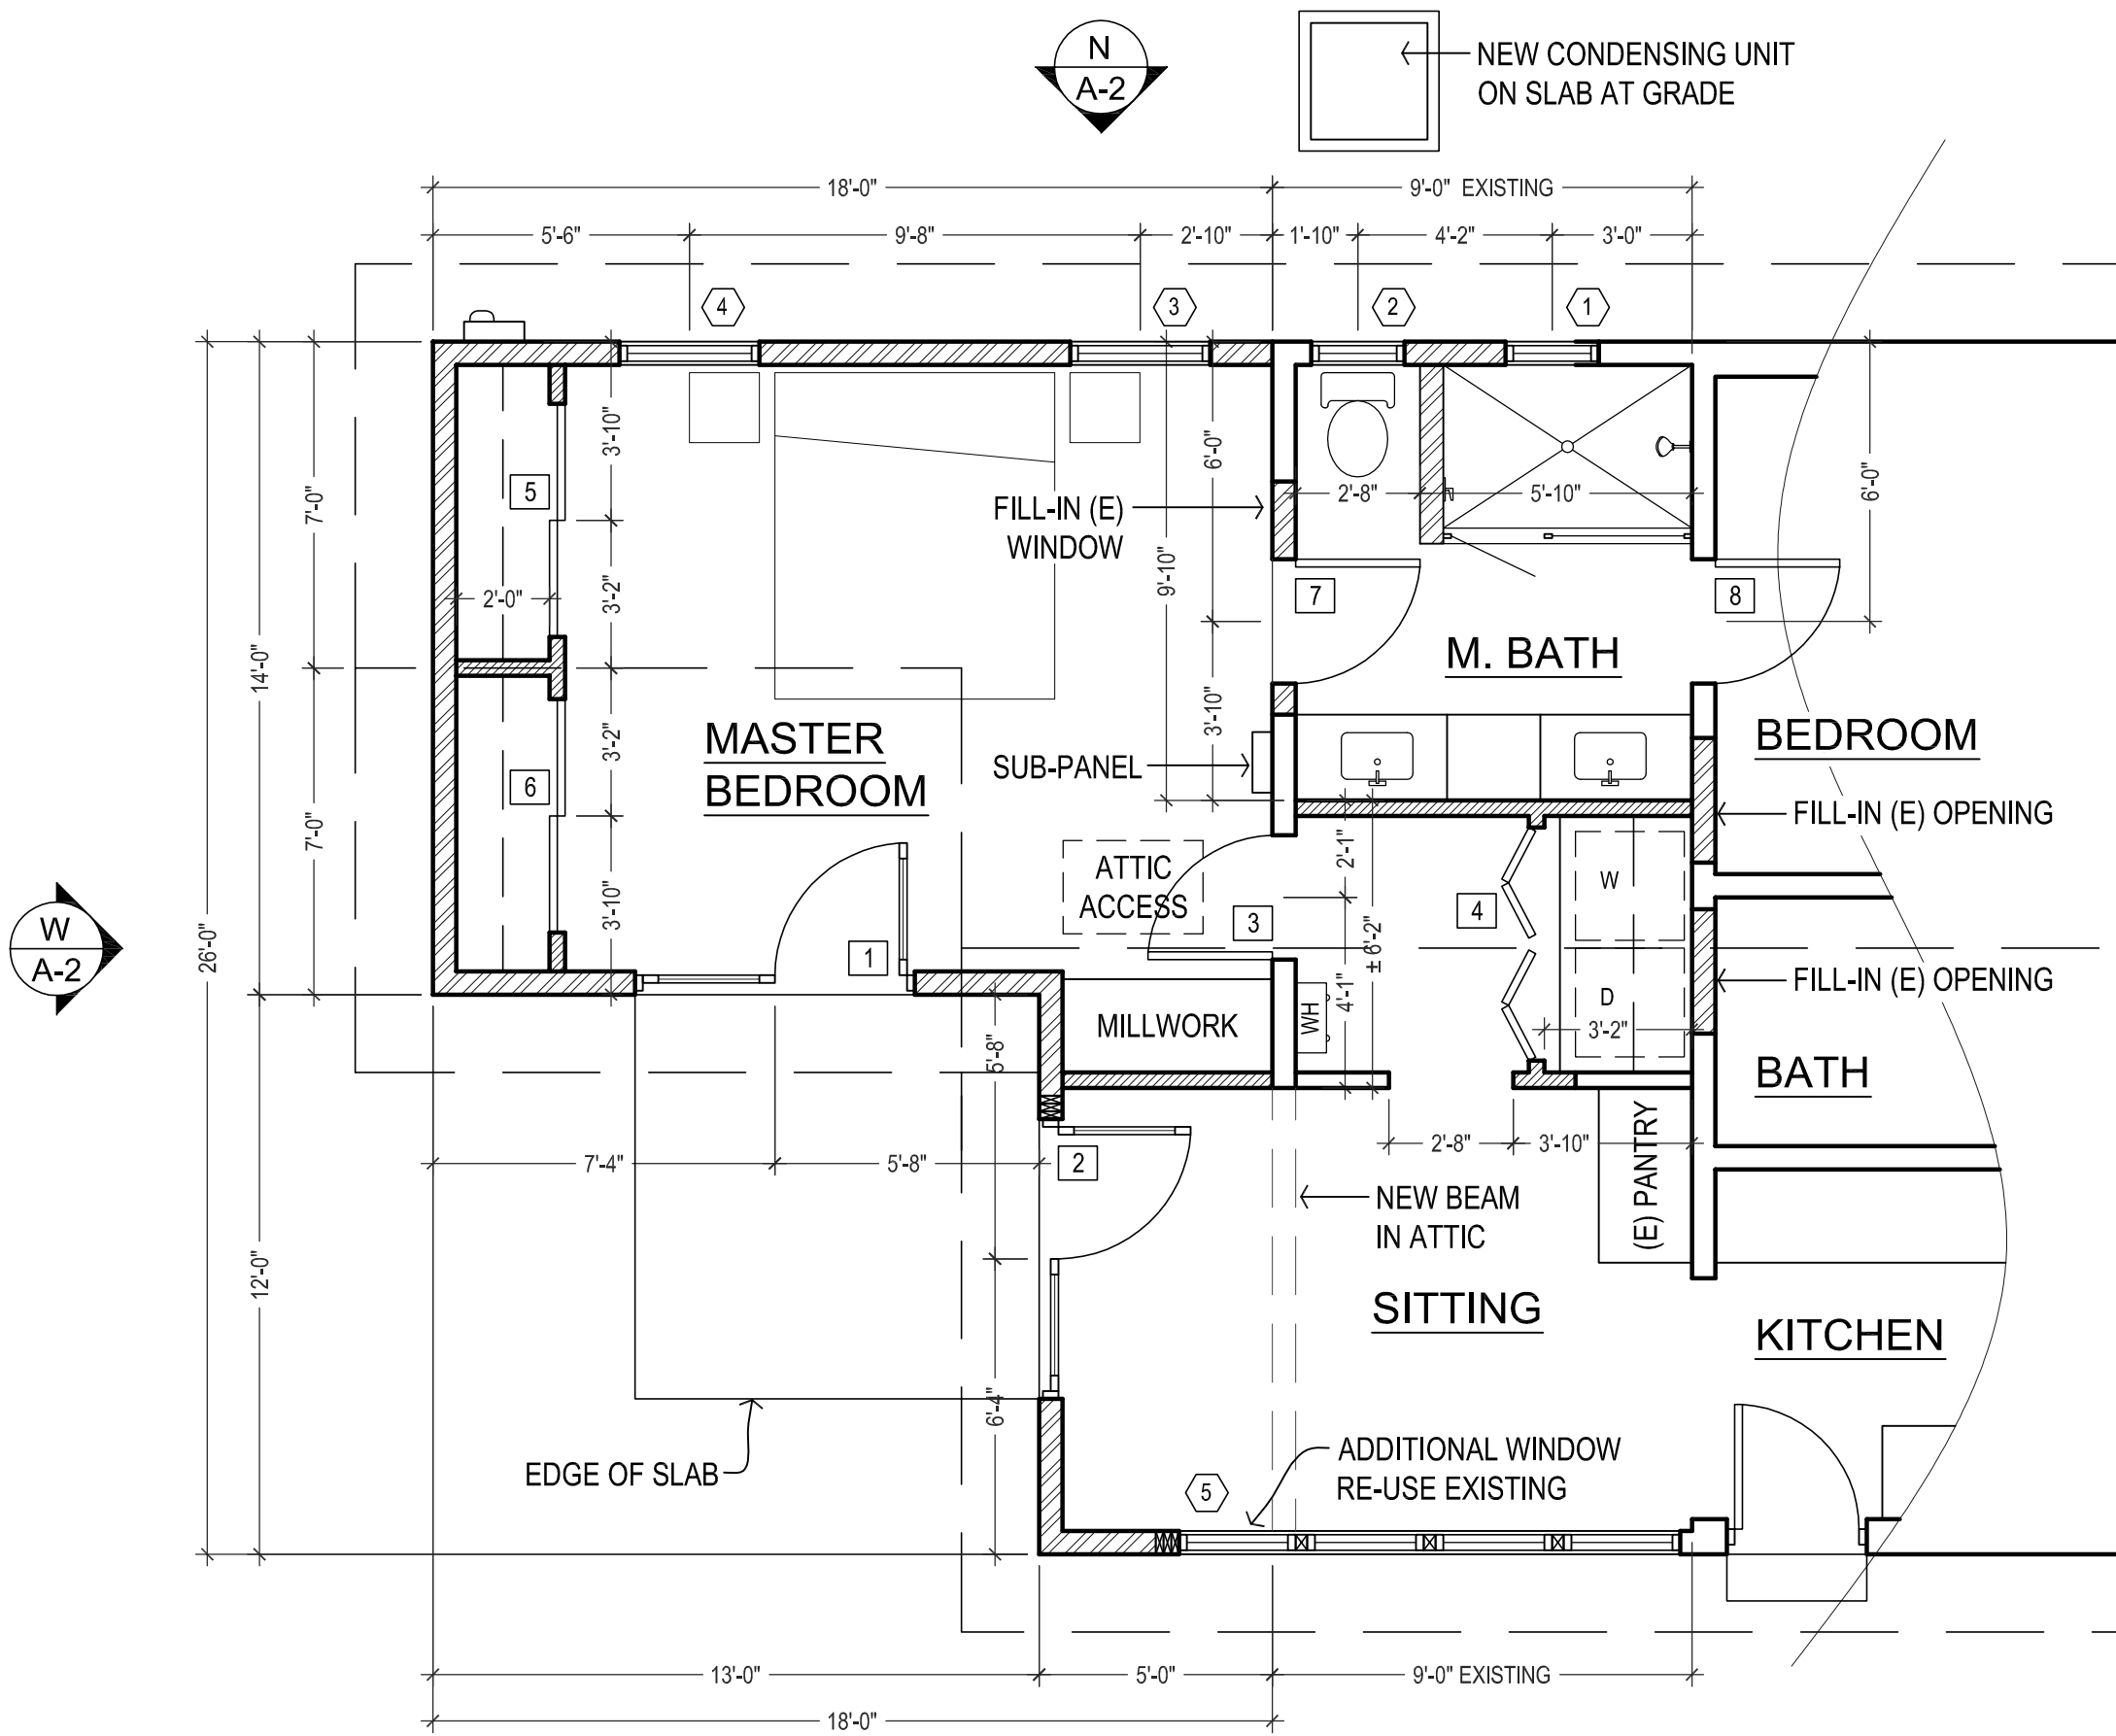 N
A-2
NEW CONDENSING UNIT
ON SLAB AT GRADE
18'-0"
9'-0" EXISTING
5'-6"
9'-8"
2'-10"
1'-10"
4'-2"
3'-0"
4
3
2
1
26'-0"
14'-0"
12'-0"
7'-0"
7'-0"
3'-10"
3'-2"
3'-2"
3'-10"
5
2'-0"
6
FILL-IN (E)
WINDOW
6'-0"
9'-10"
3'-10"
2'-8"
5'-10"
6'-0"
7
8
M. BATH
MASTER
BEDROOM
SUB-PANEL
BEDROOM
FILL-IN (E) OPENING
ATTIC
ACCESS
2'-1"
± 6'-2"
4'-1"
3
4
W
D
3'-2"
W
A-2
1
FILL-IN (E) OPENING
MILLWORK
WH
BATH
5'-8"
6'-4"
7'-4"
5'-8"
2
2'-8"
3'-10"
(E) PANTRY
NEW BEAM
IN ATTIC
SITTING
KITCHEN
EDGE OF SLAB
5
ADDITIONAL WINDOW
RE-USE EXISTING
13'-0"
5'-0"
9'-0" EXISTING
18'-0"